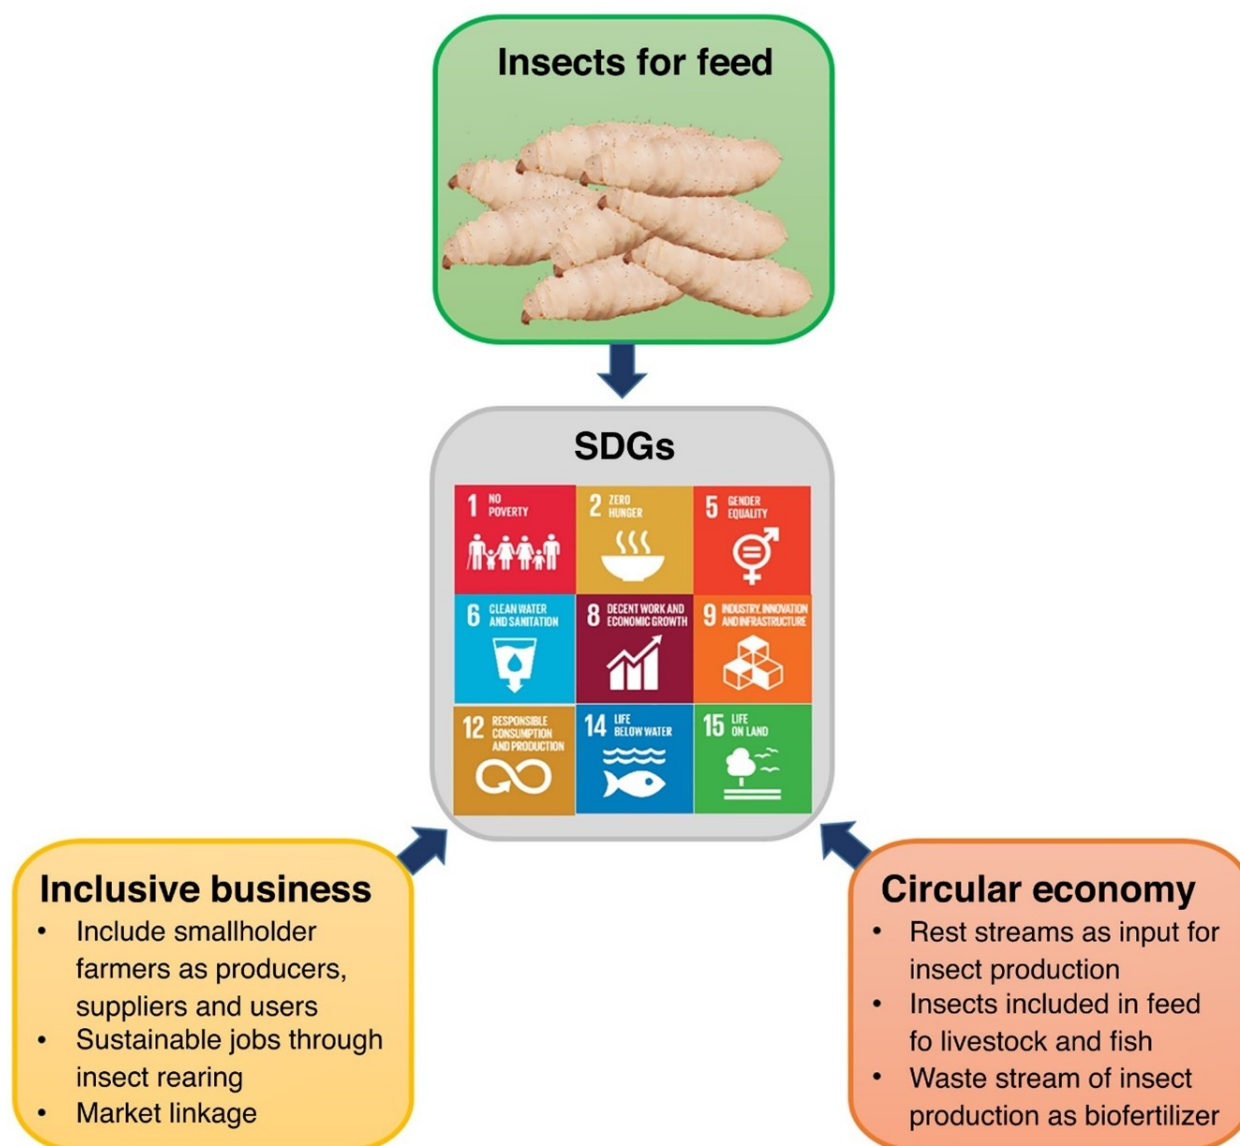 Insects for feed
SDGs
1 NO
POVERTY
2 ZERO
HUNGER
5 GENDER
EQUALITY
6 CLEAN WATER
AND SANITATION
8 DECENT WORK AND
ECONOMIC GROWTH
9 INDUSTRY, INNOVATION
AND INFRASTRUCTURE
12 RESPONSIBLE
CONSUMPTION
AND PRODUCTION
14 LIFE
BELOW WATER
15 LIFE
ON LAND
Inclusive business
• Include smallholder
farmers as producers,
suppliers and users
• Sustainable jobs through
insect rearing
• Market linkage
Circular economy
• Rest streams as input for
insect production
• Insects included in feed
fo livestock and fish
• Waste stream of insect
production as biofertilizer